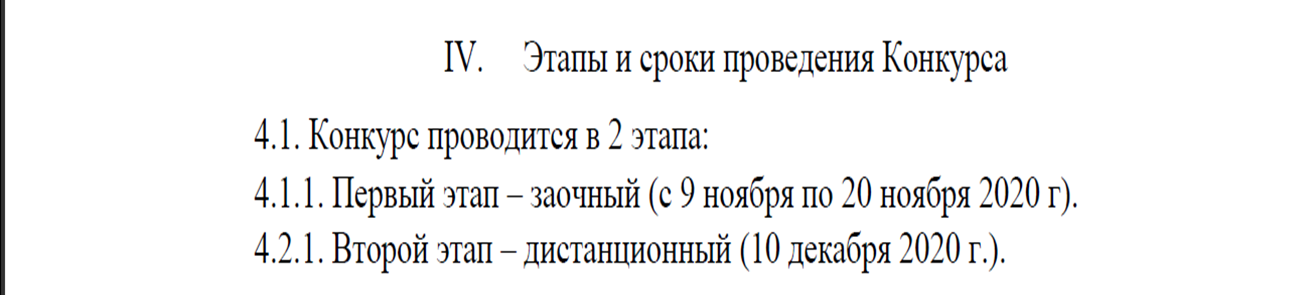 IV. Этапы и сроки проведения Конкурса
4.1. Конкурс проводится в 2 этапа:
4.1.1. Первый этап – заочный (с 9 ноября по 20 ноября 2020 г).
4.2.1. Второй этап – дистанционный (10 декабря 2020 г.).